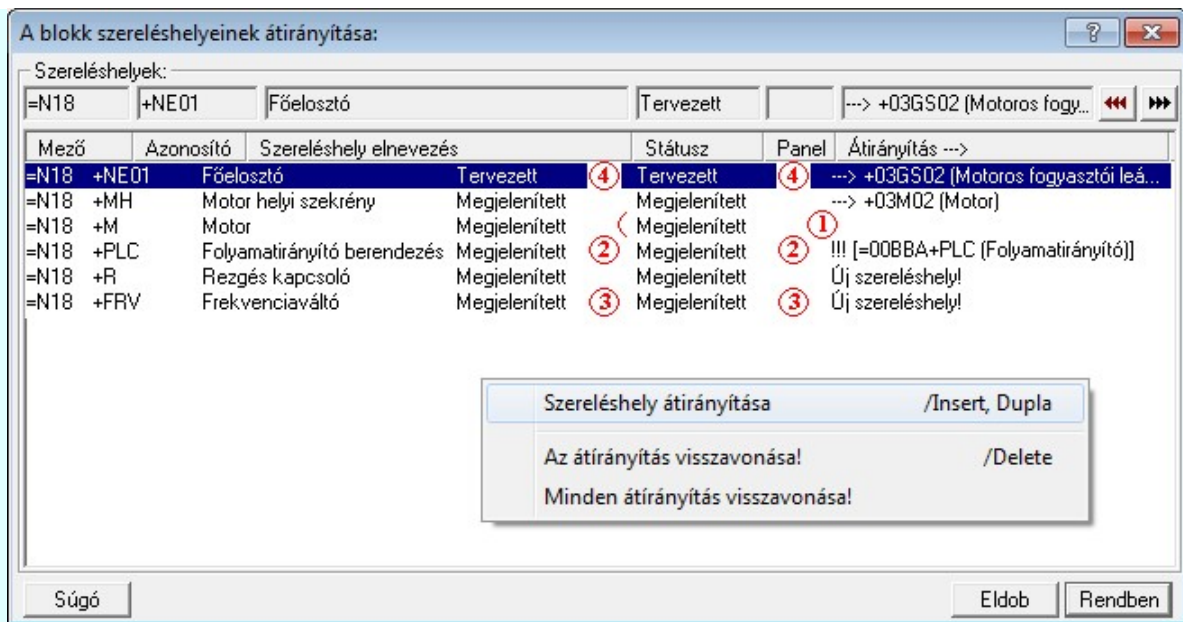 A blokk szereléshelyeinek átirányítása:
Szereléshelyek:
=N18 +NE01 Főelosztó Tervezett ---> +03GS02 (Motoros fogy...
Mező Azonosító Szereléshely elnevezés Státusz Panel Átirányítás --->
=N18 +NE01 Főelosztó Tervezett 4 Tervezett 4 ---> +03GS02 (Motoros fogyasztói leá...
=N18 +MH Motor helyi szekrény Megjelenített Megjelenített ---> +03M02 (Motor)
=N18 +M Motor Megjelenített ( Megjelenített 1
=N18 +PLC Folyamatirányító berendezés Megjelenített 2 Megjelenített 2 !!! [=00BBA+PLC (Folyamatirányító)]
=N18 +R Rezgés kapcsoló Megjelenített Megjelenített Új szereléshely!
=N18 +FRV Frekvenciaváltó Megjelenített 3 Megjelenített 3 Új szereléshely!
Szereléshely átirányítása /Insert, Dupla
Az átírányítás visszavonása! /Delete
Minden átírányítás visszavonása!
Súgó Eldob Rendben